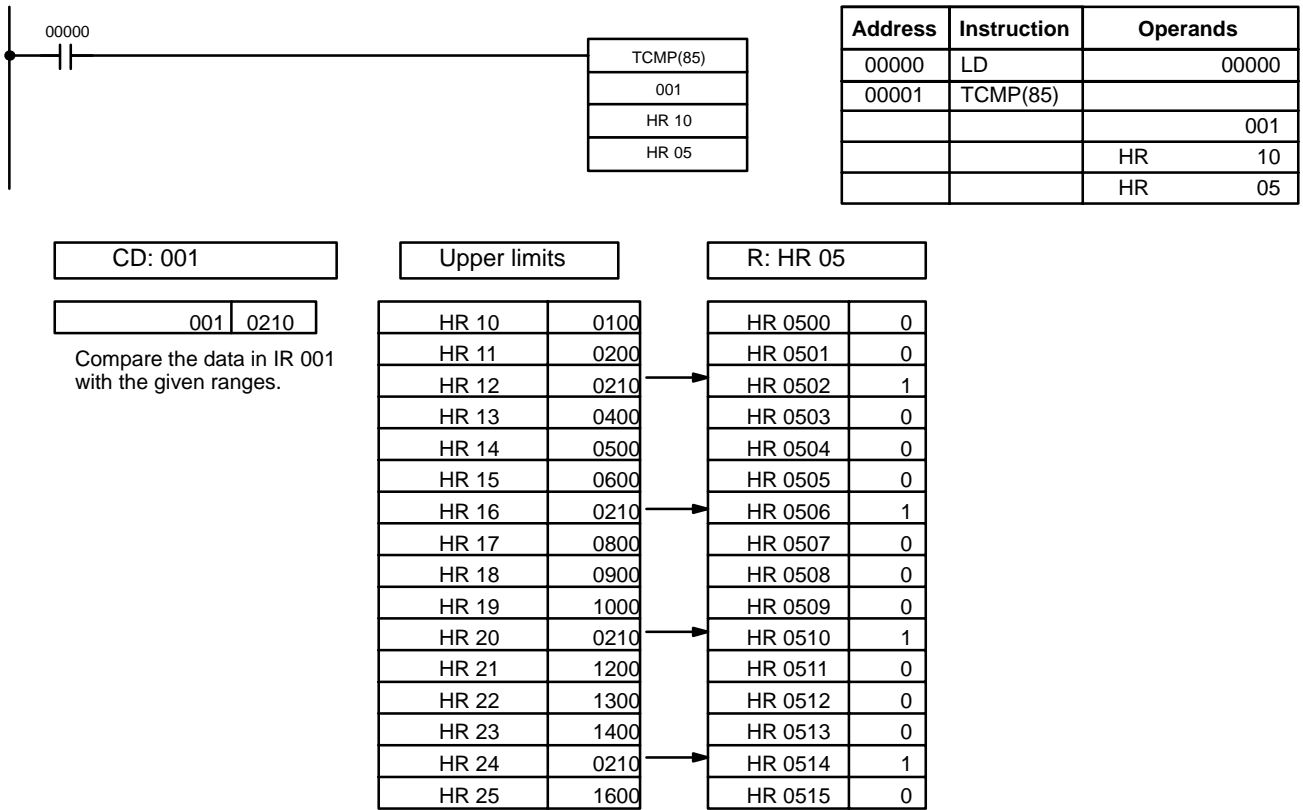 00000
TCMP(85)
001
HR 10
HR 05
Address Instruction Operands
00000 LD 00000
00001 TCMP(85)
001
HR 10
HR 05
CD: 001
001 0210
Compare the data in IR 001
with the given ranges.
Upper limits R: HR 05
HR 10 0100 HR 0500 0
HR 11 0200 HR 0501 0
HR 12 0210 HR 0502 1
HR 13 0400 HR 0503 0
HR 14 0500 HR 0504 0
HR 15 0600 HR 0505 0
HR 16 0210 HR 0506 1
HR 17 0800 HR 0507 0
HR 18 0900 HR 0508 0
HR 19 1000 HR 0509 0
HR 20 0210 HR 0510 1
HR 21 1200 HR 0511 0
HR 22 1300 HR 0512 0
HR 23 1400 HR 0513 0
HR 24 0210 HR 0514 1
HR 25 1600 HR 0515 0